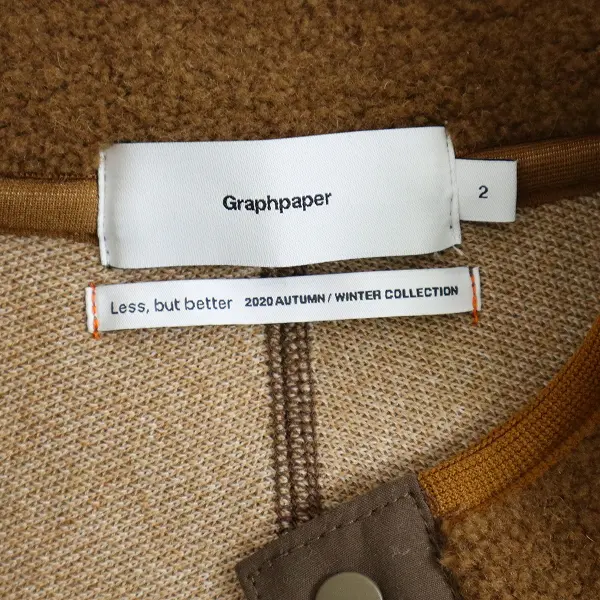 Graphpaper
2
Less, but better 2020 AUTUMN / WINTER COLLECTION